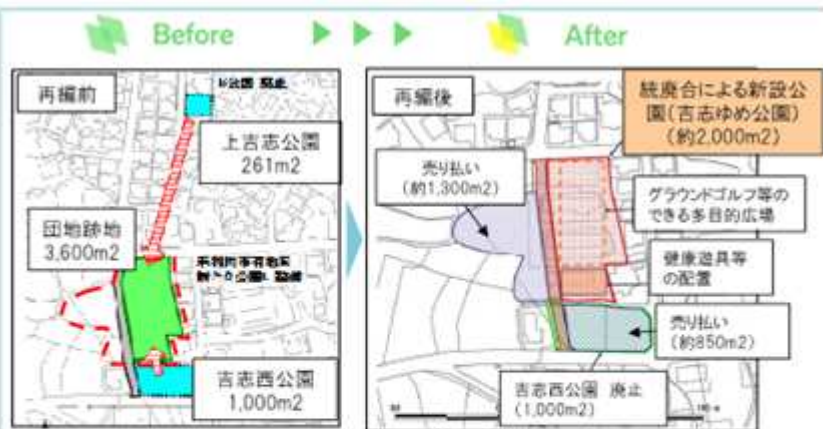 Before
After
再編前
公園 廃止
上吉志公園
261m2
団地跡地
3,600m2
吉志西公園
1,000m2
再編後
統廃合による新設公
園(吉志ゆめ公園)
(約2,000m2)
売り払い
(約1,300m2)
グラウンドゴルフ等の
できる多目的広場
健康遊具等
の配置
売り払い
(約850m2)
吉志西公園 廃止
(1,000m2)